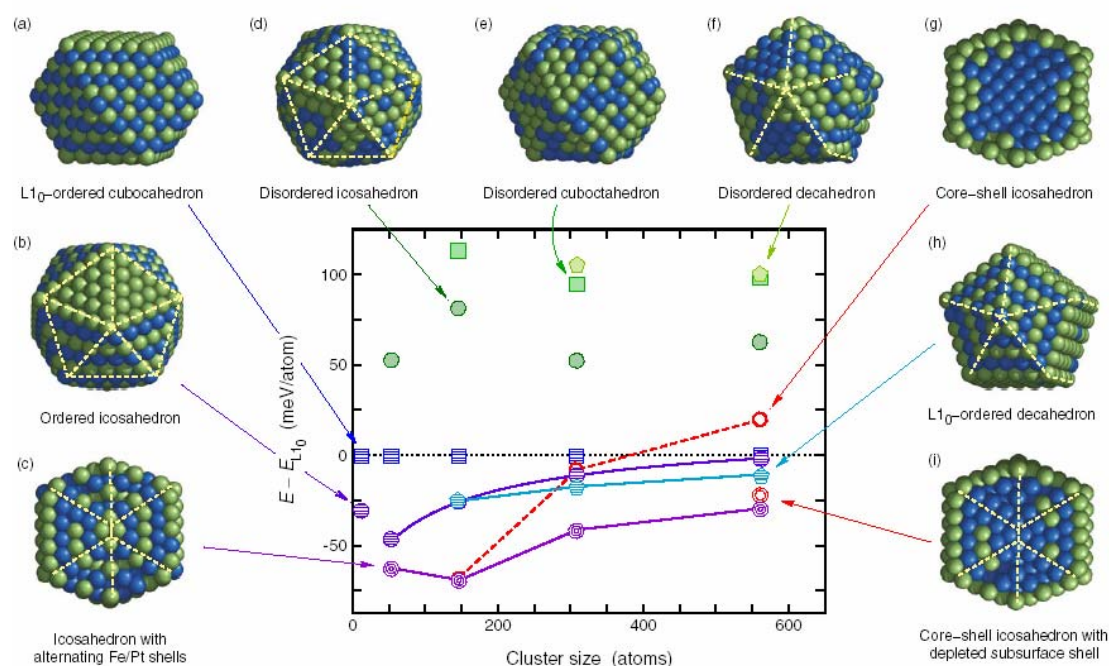 (a)
(d)
(e)
(f)
(g)
L1₀–ordered cubocahedron
Disordered icosahedron
Disordered cuboctahedron
Disordered decahedron
Core–shell icosahedron
(b)
(h)
Ordered icosahedron
L1₀–ordered decahedron
(c)
(i)
Icosahedron with
alternating Fe/Pt shells
Core–shell icosahedron with
depleted subsurface shell
E − E_L1₀ (meV/atom)
100
50
0
-50
0
200
400
600
Cluster size (atoms)